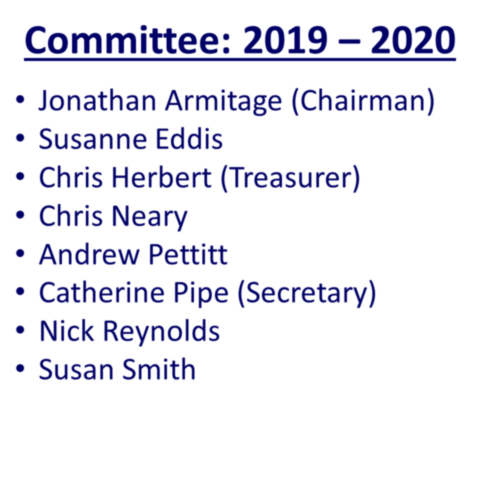 Committee: 2019 – 2020
• Jonathan Armitage (Chairman)
• Susanne Eddis
• Chris Herbert (Treasurer)
• Chris Neary
• Andrew Pettitt
• Catherine Pipe (Secretary)
• Nick Reynolds
• Susan Smith